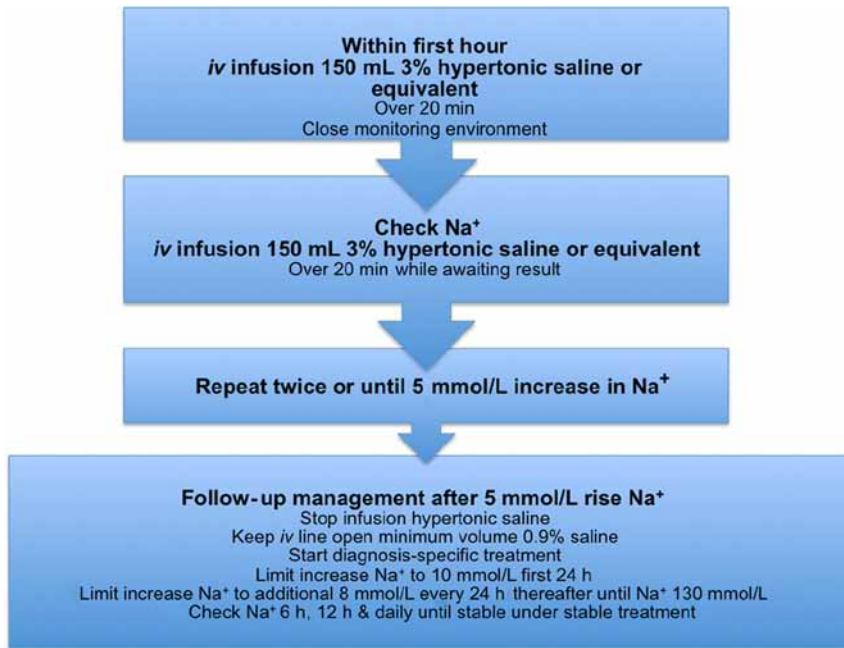 Within first hour
iv infusion 150 mL 3% hypertonic saline or
equivalent
Over 20 min
Close monitoring environment
Check Na⁺
iv infusion 150 mL 3% hypertonic saline or equivalent
Over 20 min while awaiting result
Repeat twice or until 5 mmol/L increase in Na⁺
Follow-up management after 5 mmol/L rise Na⁺
Stop infusion hypertonic saline
Keep iv line open minimum volume 0.9% saline
Start diagnosis-specific treatment
Limit increase Na⁺ to 10 mmol/L first 24 h
Limit increase Na⁺ to additional 8 mmol/L every 24 h thereafter until Na⁺ 130 mmol/L
Check Na⁺ 6 h, 12 h & daily until stable under stable treatment